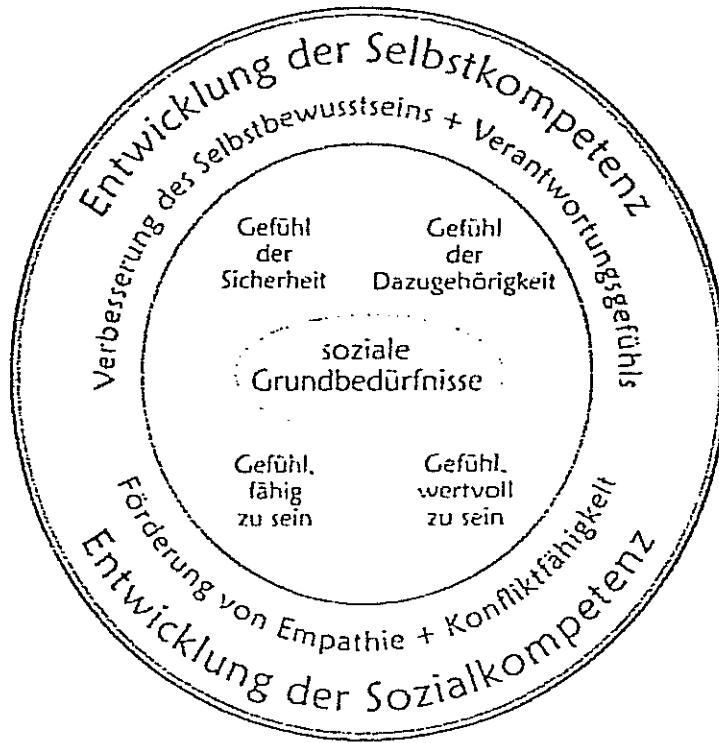 Entwicklung der Selbstkompetenz
Verbesserung des Selbstbewusstseins + Verantwortungsgefühls
Gefühl
der
Sicherheit
Gefühl
der
Dazugehörigkeit
soziale
Grundbedürfnisse
Gefühl,
fähig
zu sein
Gefühl,
wertvoll
zu sein
Förderung von Empathie + Konfliktfähigkeit
Entwicklung der Sozialkompetenz